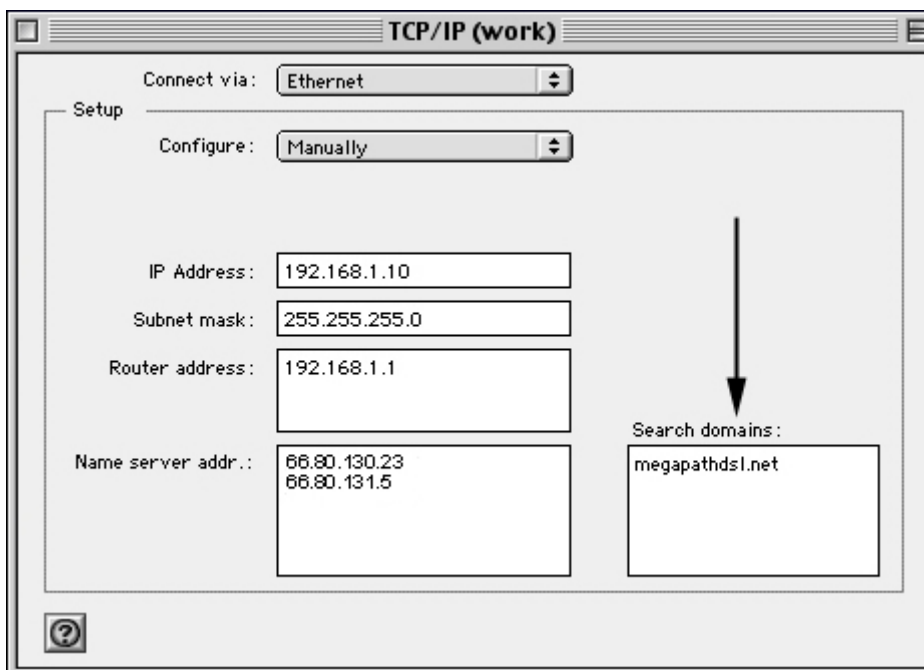 TCP/IP (work)
Connect via: Ethernet
Setup
Configure: Manually
IP Address: 192.168.1.10
Subnet mask: 255.255.255.0
Router address: 192.168.1.1
Search domains:
Name server addr.: 66.80.130.23
66.80.131.5
megapathdsl.net
?